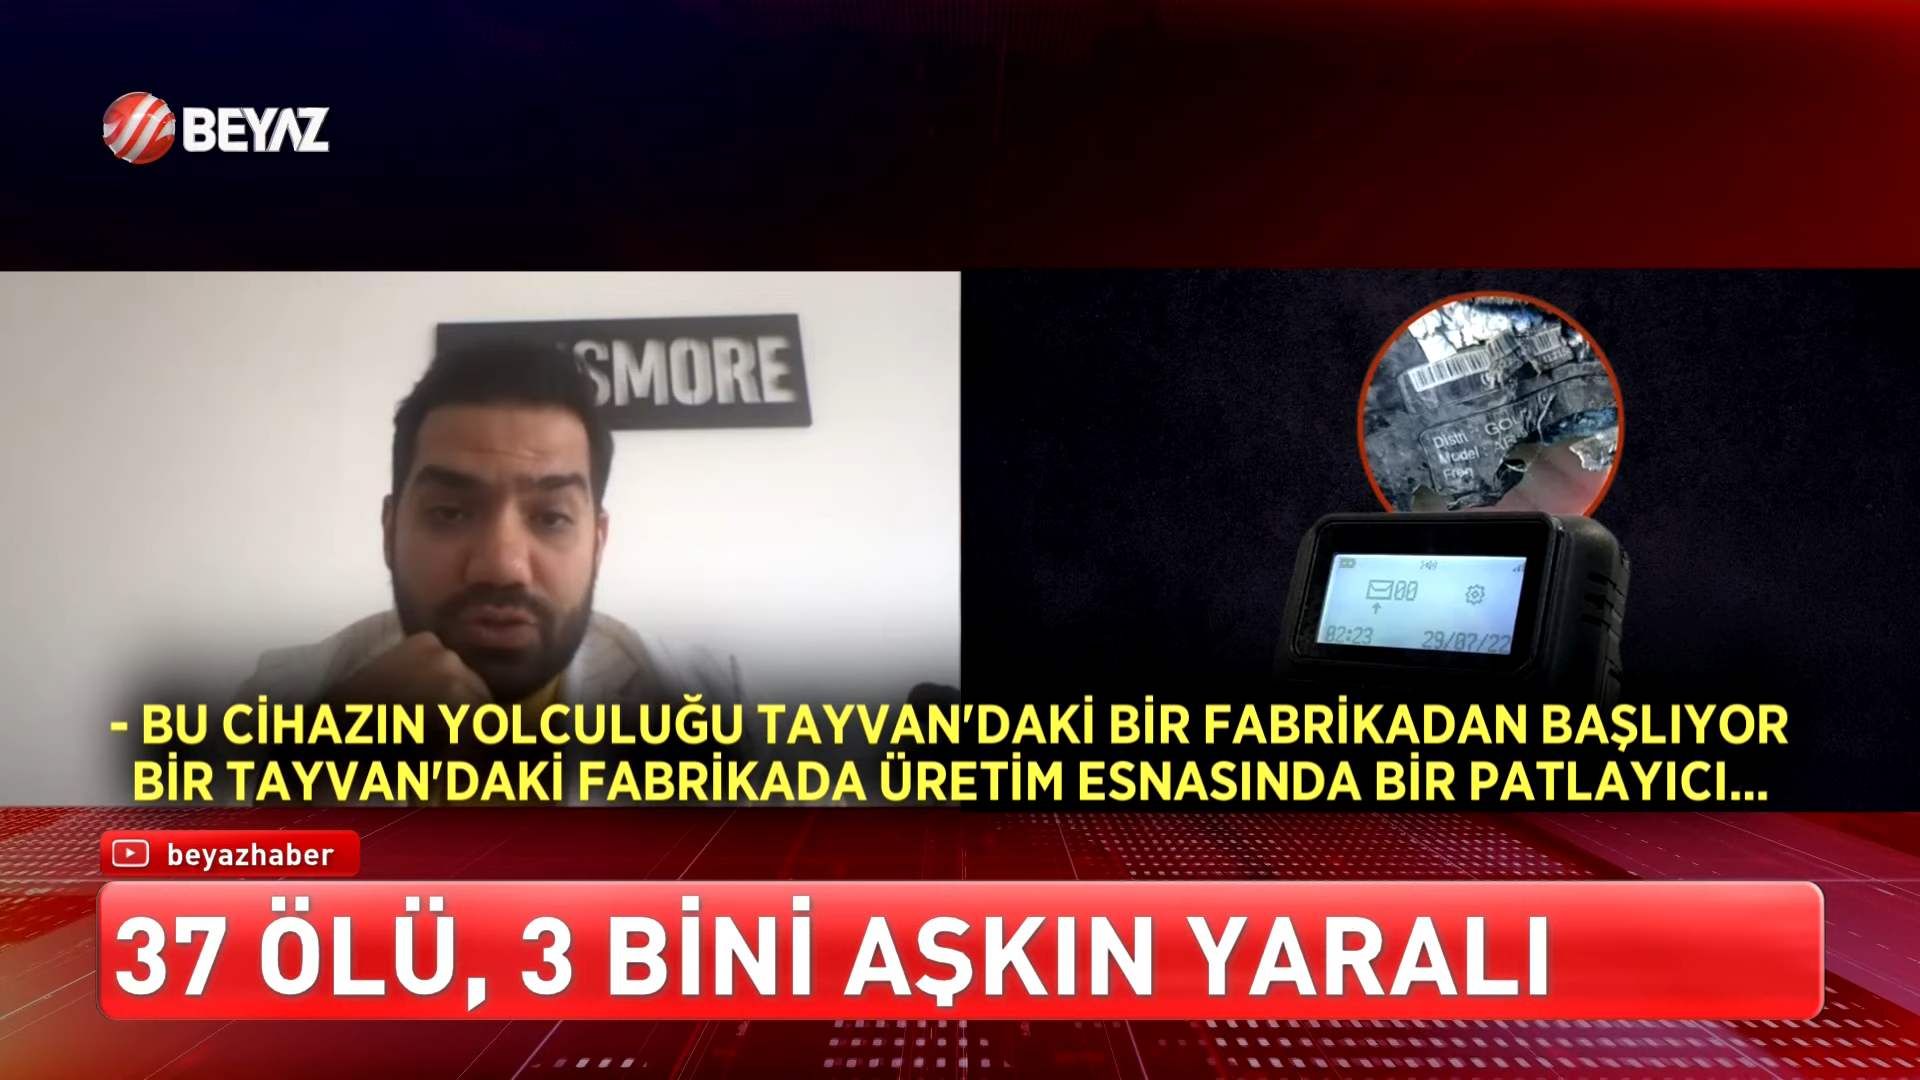 BEYAZ
SMORE
Distri
GOL
Model
02:23
29/07/22
00
- BU CİHAZIN YOLCULUĞU TAYVAN'DAKİ BİR FABRİKADAN BAŞLIYOR
BİR TAYVAN'DAKİ FABRİKADA ÜRETİM ESNASINDA BİR PATLAYICI...
beyazhaber
37 ÖLÜ, 3 BİNİ AŞKIN YARALI